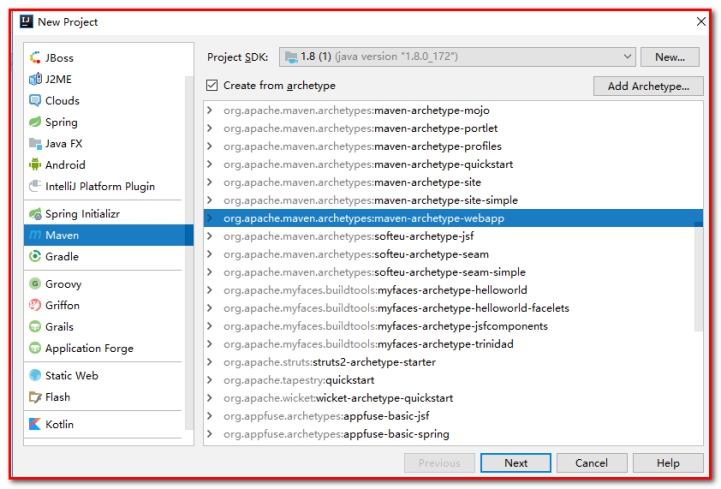 New Project
JBoss
J2ME
Clouds
Spring
Java FX
Android
IntelliJ Platform Plugin
Spring Initializr
Maven
Gradle
Groovy
Griffon
Grails
Application Forge
Static Web
Flash
Kotlin
Project SDK: 1.8 (1) (java version "1.8.0_172") New...
Create from archetype Add Archetype...
org.apache.maven.archetypes:maven-archetype-mojo
org.apache.maven.archetypes:maven-archetype-portlet
org.apache.maven.archetypes:maven-archetype-profiles
org.apache.maven.archetypes:maven-archetype-quickstart
org.apache.maven.archetypes:maven-archetype-site
org.apache.maven.archetypes:maven-archetype-site-simple
org.apache.maven.archetypes:maven-archetype-webapp
org.apache.maven.archetypes:softeu-archetype-jsf
org.apache.maven.archetypes:softeu-archetype-seam
org.apache.maven.archetypes:softeu-archetype-seam-simple
org.apache.myfaces.buildtools:myfaces-archetype-helloworld
org.apache.myfaces.buildtools:myfaces-archetype-helloworld-facelets
org.apache.myfaces.buildtools:myfaces-archetype-jsfcomponents
org.apache.myfaces.buildtools:myfaces-archetype-trinidad
org.apache.struts:struts2-archetype-starter
org.apache.tapestry:quickstart
org.apache.wicket:wicket-archetype-quickstart
org.appfuse.archetypes:appfuse-basic-jsf
org.appfuse.archetypes:appfuse-basic-spring
Previous Next Cancel Help